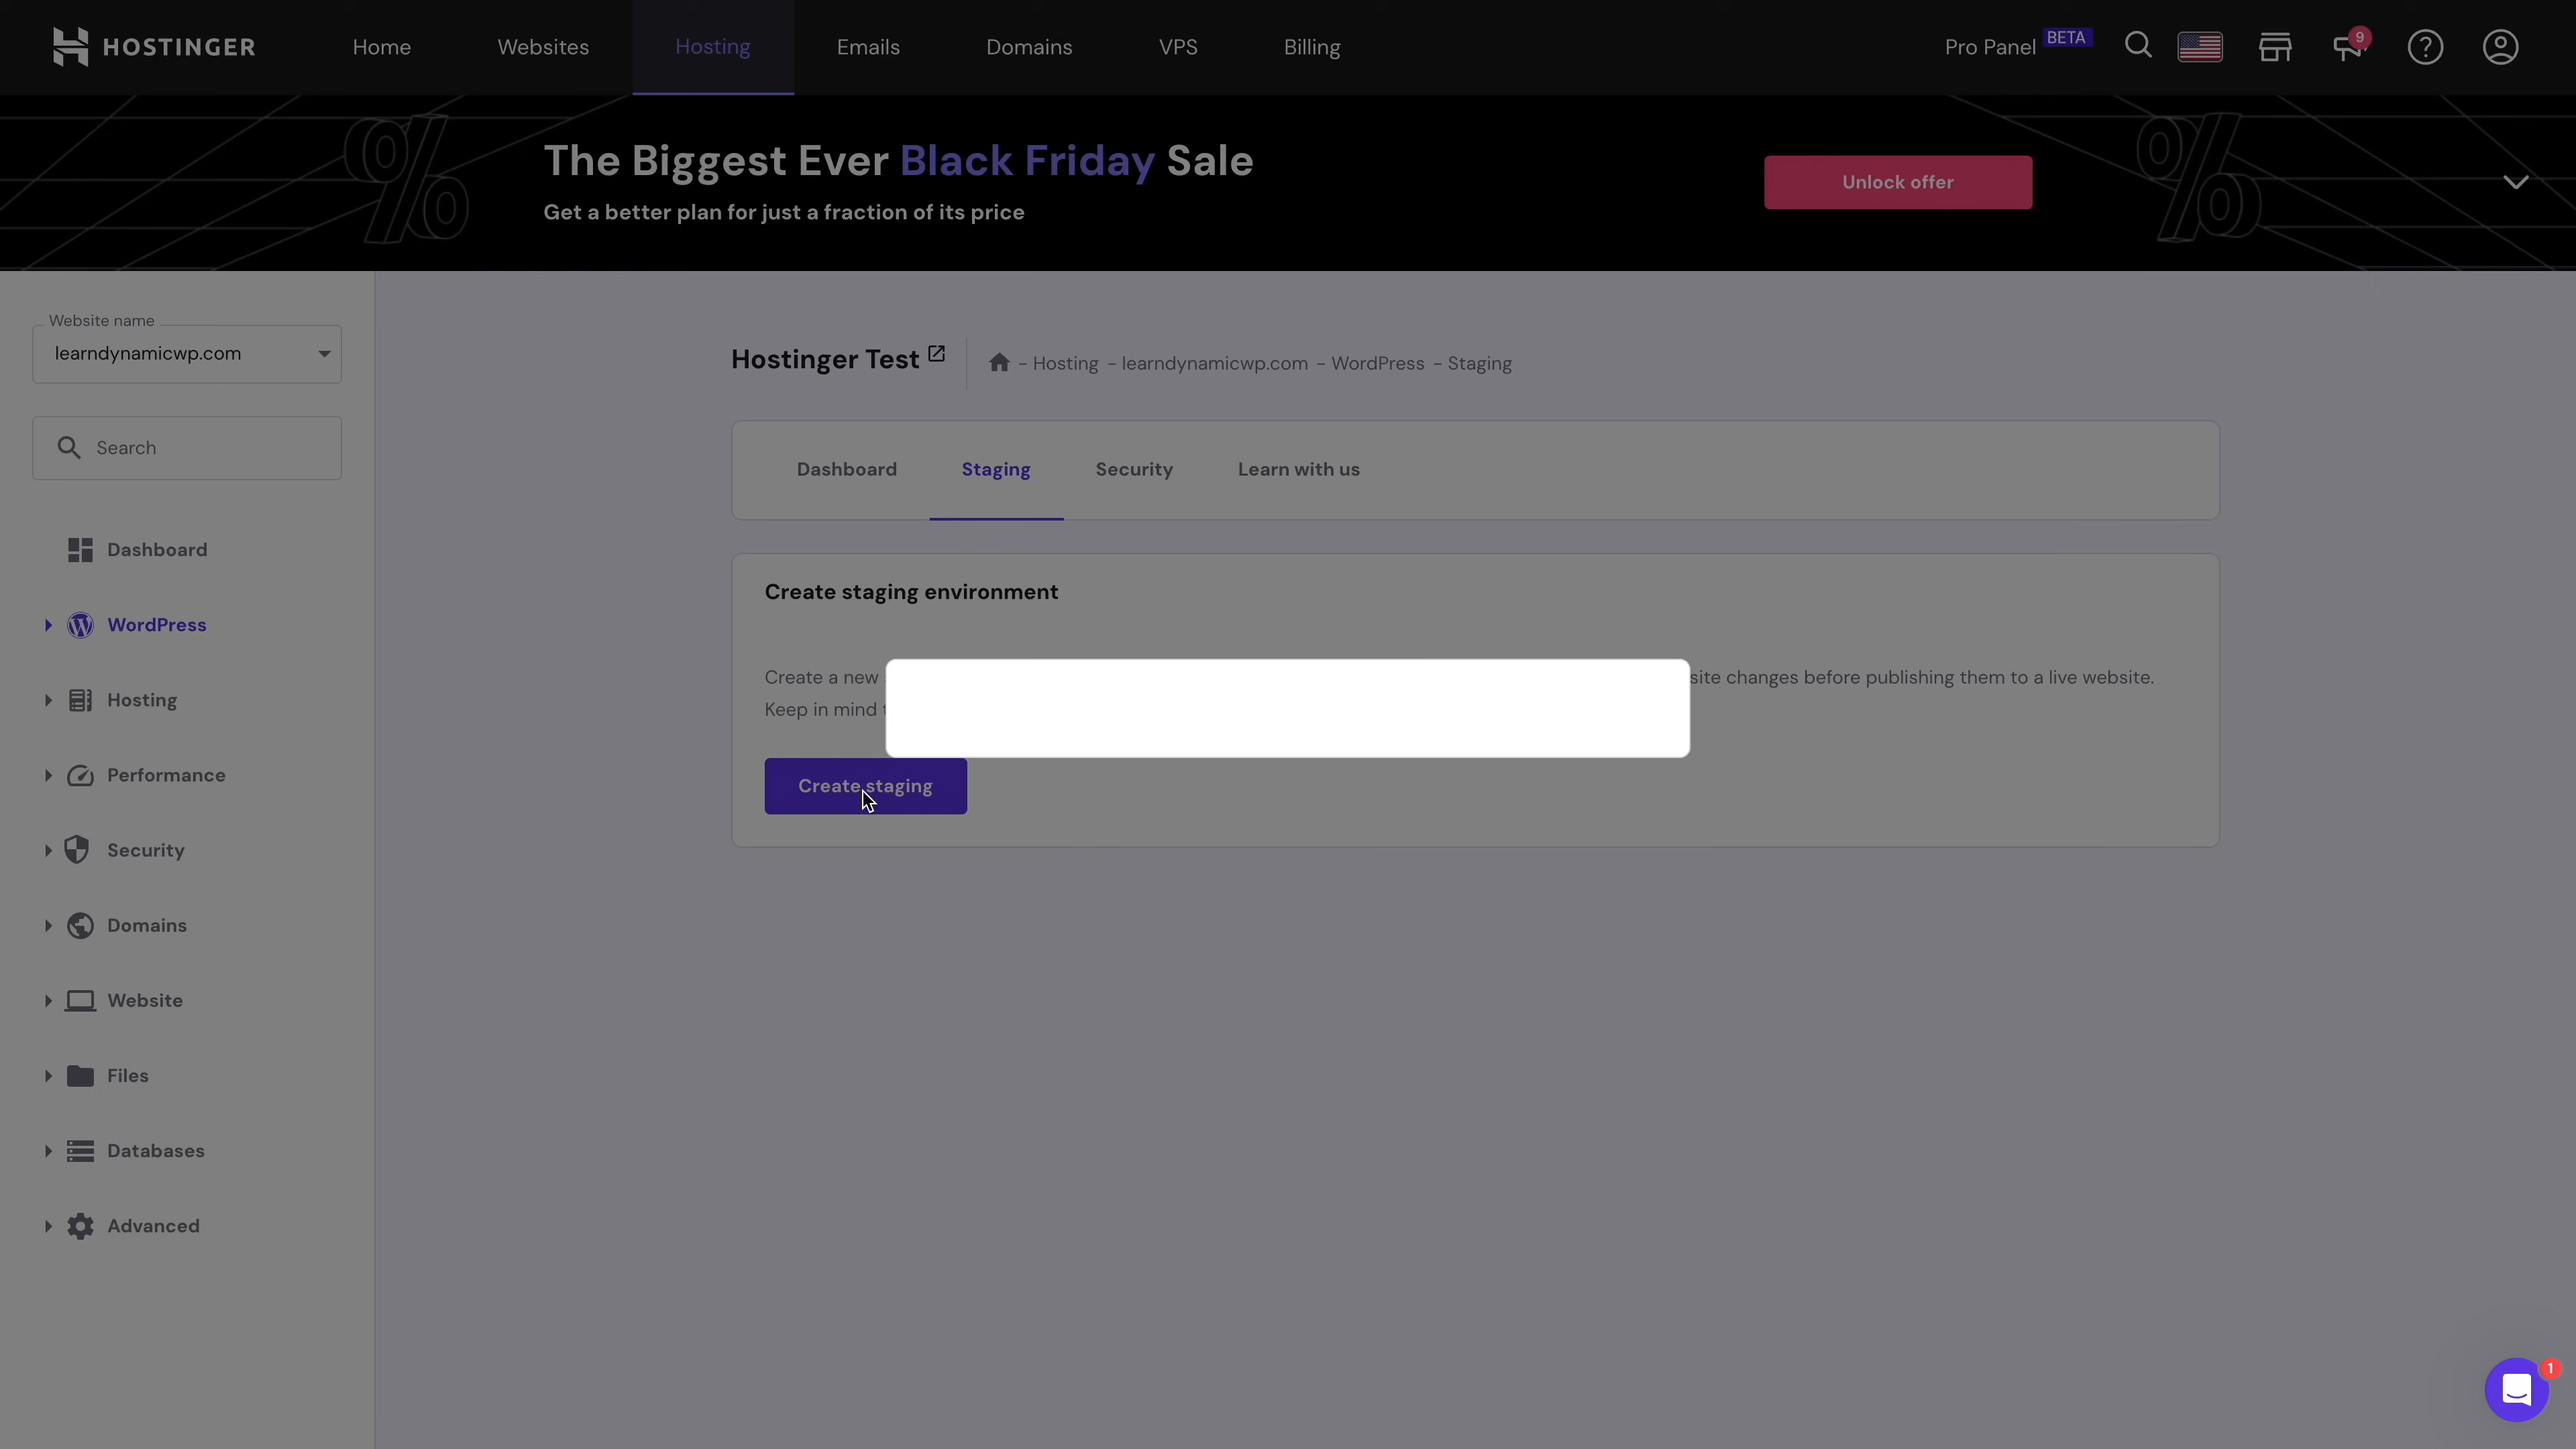 HOSTINGER
Home
Websites
Hosting
Emails
Domains
VPS
Billing
Pro Panel BETA
9
The Biggest Ever Black Friday Sale
Get a better plan for just a fraction of its price
Unlock offer
Website name
learndynamicwp.com
Search
Dashboard
WordPress
Hosting
Performance
Security
Domains
Website
Files
Databases
Advanced
Hostinger Test
- Hosting - learndynamicwp.com - WordPress - Staging
Dashboard
Staging
Security
Learn with us
Create staging environment
Create a new site changes before publishing them to a live website.
Keep in mind
Create staging
1